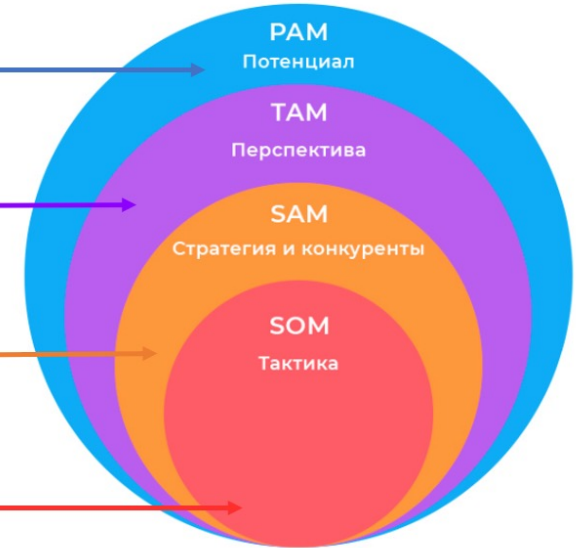 PAM
Потенциал
TAM
Перспектива
SAM
Стратегия и конкуренты
SOM
Тактика